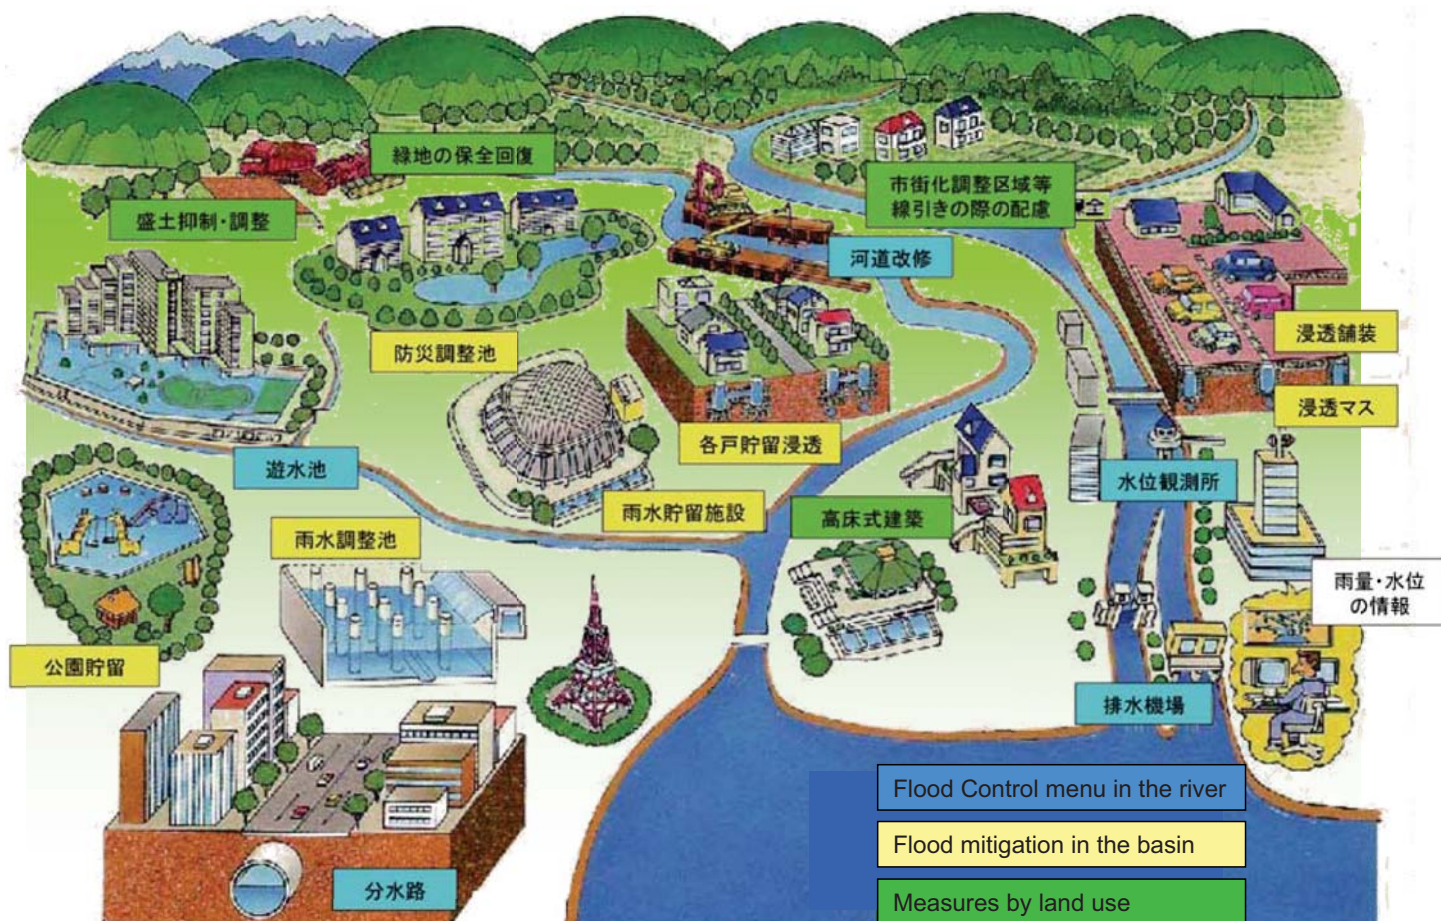 緑地の保全回復
盛土抑制・調整
市街化調整区域等
線引きの際の配慮
河道改修
防災調整池
浸透舗装
浸透マス
各戸貯留浸透
遊水池
水位観測所
雨水貯留施設
高床式建築
雨水調整池
雨量・水位
の情報
公園貯留
排水機場
分水路
Flood Control menu in the river
Flood mitigation in the basin
Measures by land use